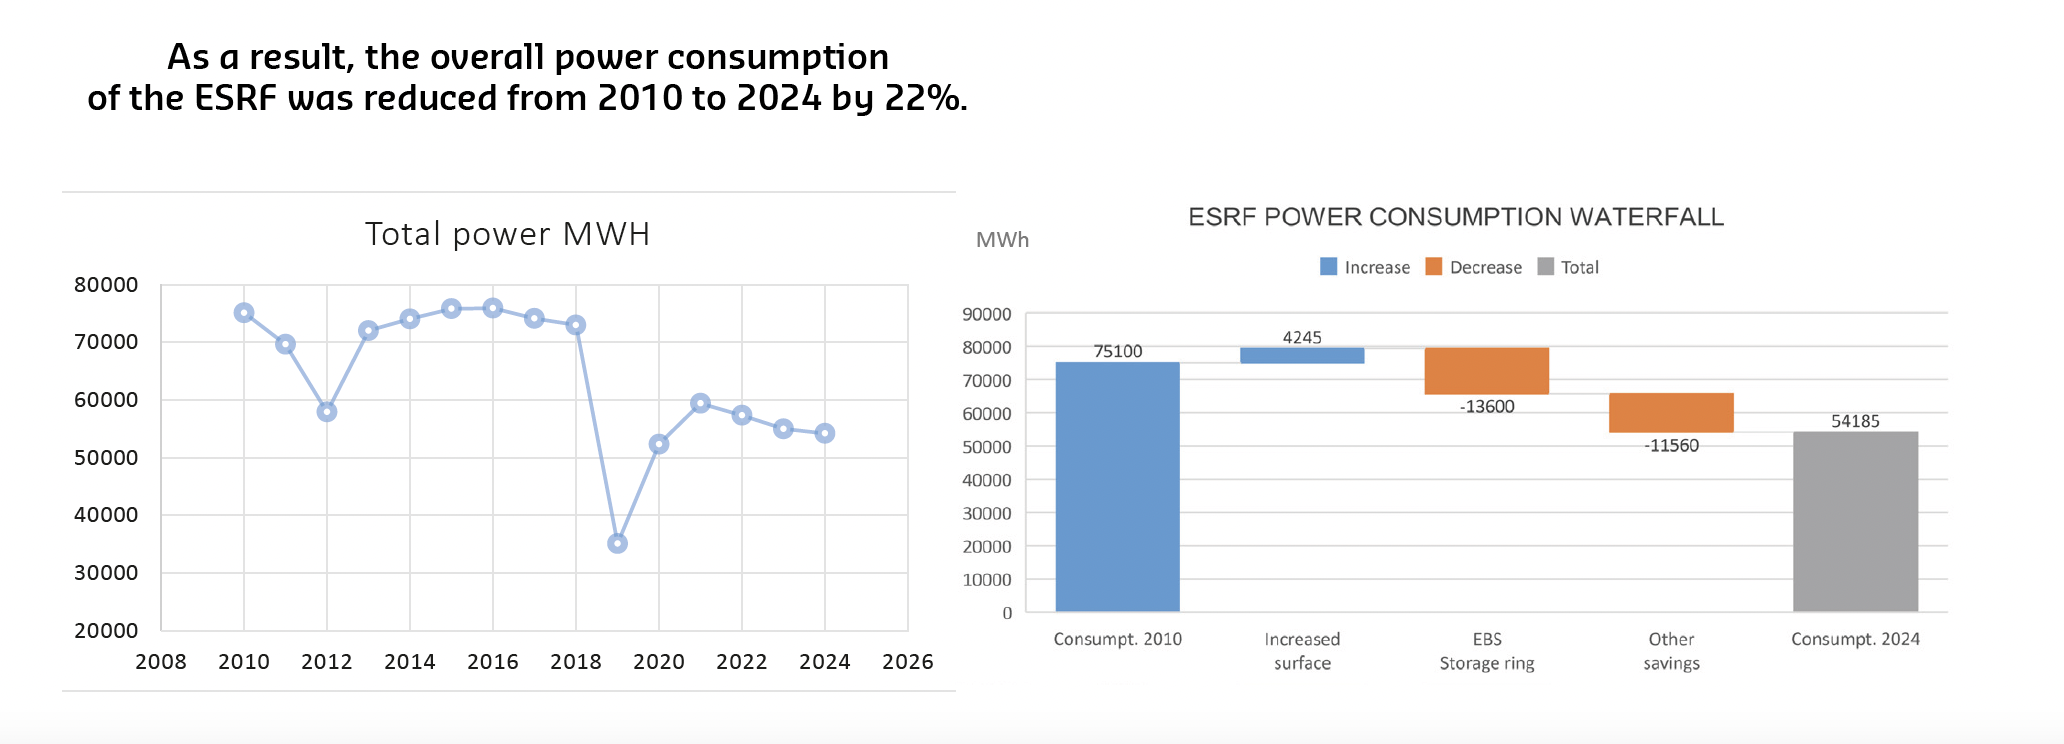 As a result, the overall power consumption
of the ESRF was reduced from 2010 to 2024 by 22%.
Total power MWH
80000
70000
60000
50000
40000
30000
20000
2008 2010 2012 2014 2016 2018 2020 2022 2024 2026
ESRF POWER CONSUMPTION WATERFALL
MWh
Increase Decrease Total
90000
80000
70000
60000
50000
40000
30000
20000
10000
0
75100
4245
-13600
-11560
54185
Consumpt. 2010
Increased
surface
EBS
Storage ring
Other
savings
Consumpt. 2024